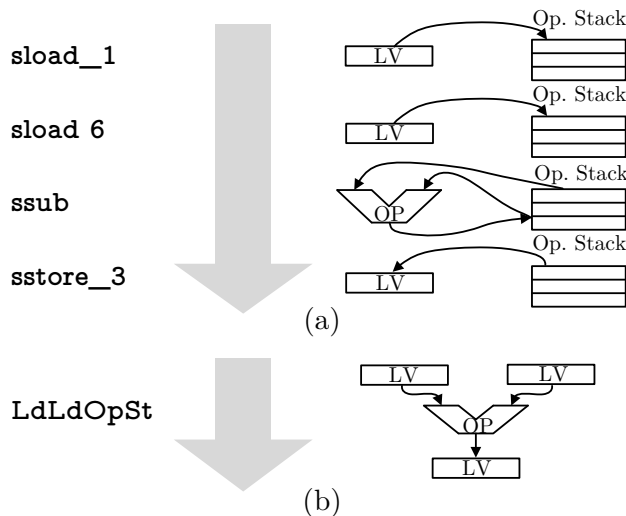 Op. Stack
sload_1
LV
Op. Stack
sload 6
LV
Op. Stack
ssub
OP
Op. Stack
sstore_3
LV
(a)
LV LV
LdLdOpSt
OP
LV
(b)